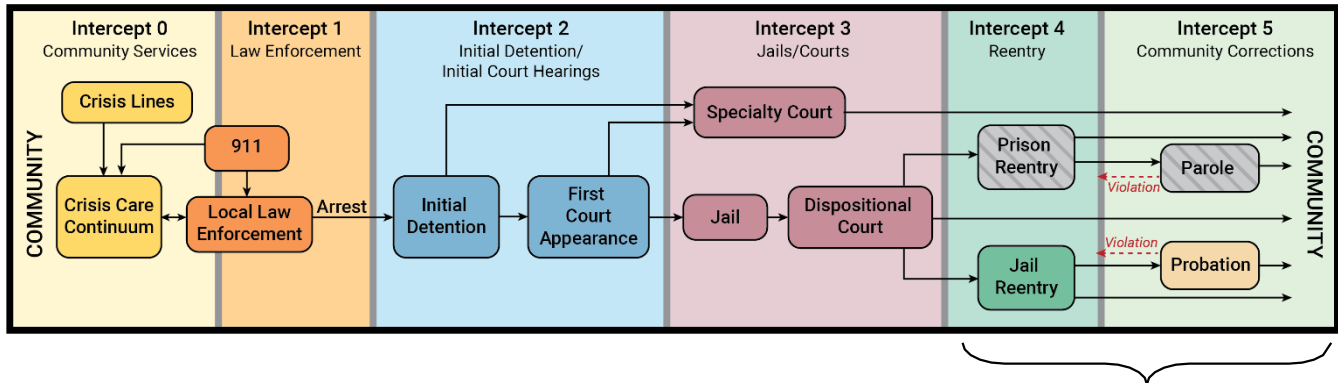 Intercept 0
Community Services
Intercept 1
Law Enforcement
Intercept 2
Initial Detention/
Initial Court Hearings
Intercept 3
Jails/Courts
Intercept 4
Reentry
Intercept 5
Community Corrections
COMMUNITY
Crisis Lines
911
Crisis Care
Continuum
Local Law
Enforcement
Arrest
Initial
Detention
First
Court
Appearance
Specialty Court
Jail
Dispositional
Court
Prison
Reentry
Violation
Parole
Jail
Reentry
Violation
Probation
COMMUNITY